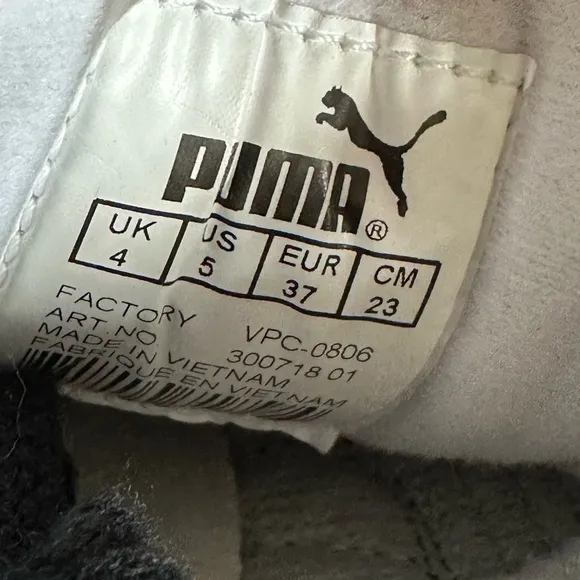 PUMA®
UK US EUR CM
4 5 37 23
FACTORY VPC-0806
ART. NO 300718 01
MADE IN VIETNAM
FABRIQUE EN VIETNAM